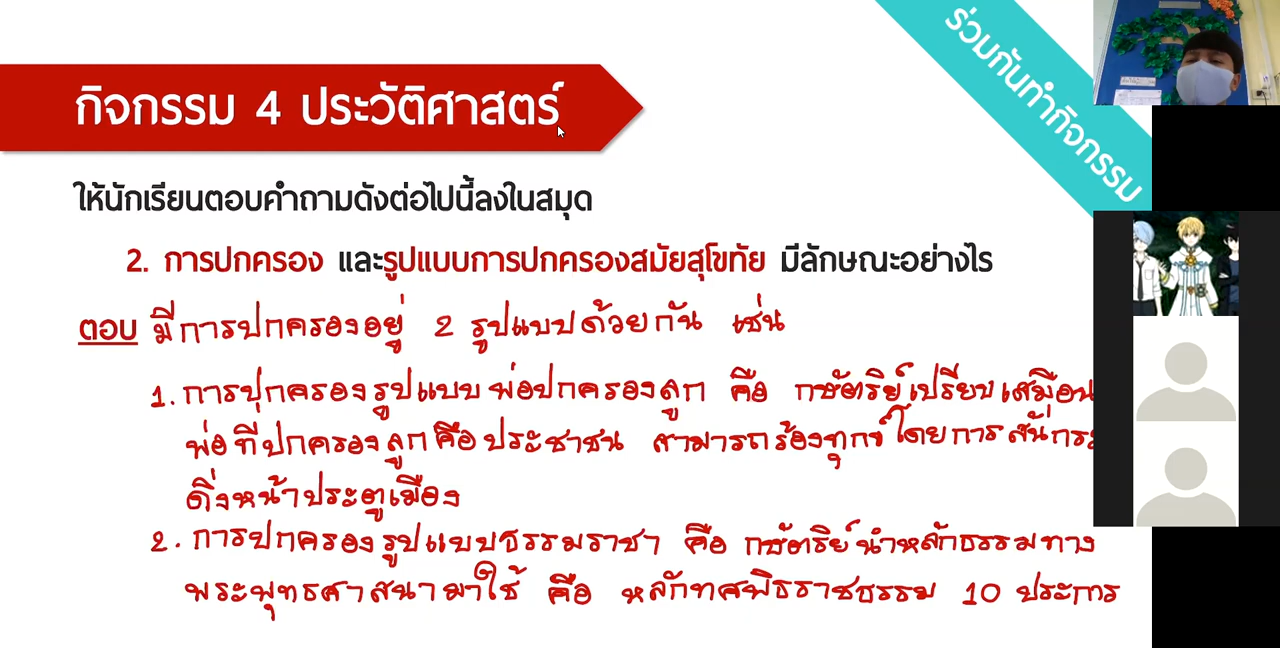 กิจกรรม 4 ประวัติศาสตร์
ร่วมกันทำกิจกรรม
ให้นักเรียนตอบคำถามดังต่อไปนี้ลงในสมุด
2. การปกครอง และรูปแบบการปกครองสมัยสุโขทัย มีลักษณะอย่างไร
ตอบ มีการปกครองอยู่ 2 รูปแบบด้วยกัน เช่น
1. การปุกครองรูปแบบพ่อปกครองลูก คือ กษัตริย์เปรียบเสมือน
พ่อที่ปกครองลูกคือประชาชน สามารถร้องทุกข์โดยการสั่น
ดิ่งหน้าประตูเมือง
2. การปกครองรูปแบบธรรมราชา คือ กษัตริย์นำหลักธรรมทาง
พระพุทธศาสนามาใช้ คือ หลักทศพิธราชธรรม 10 ประการ